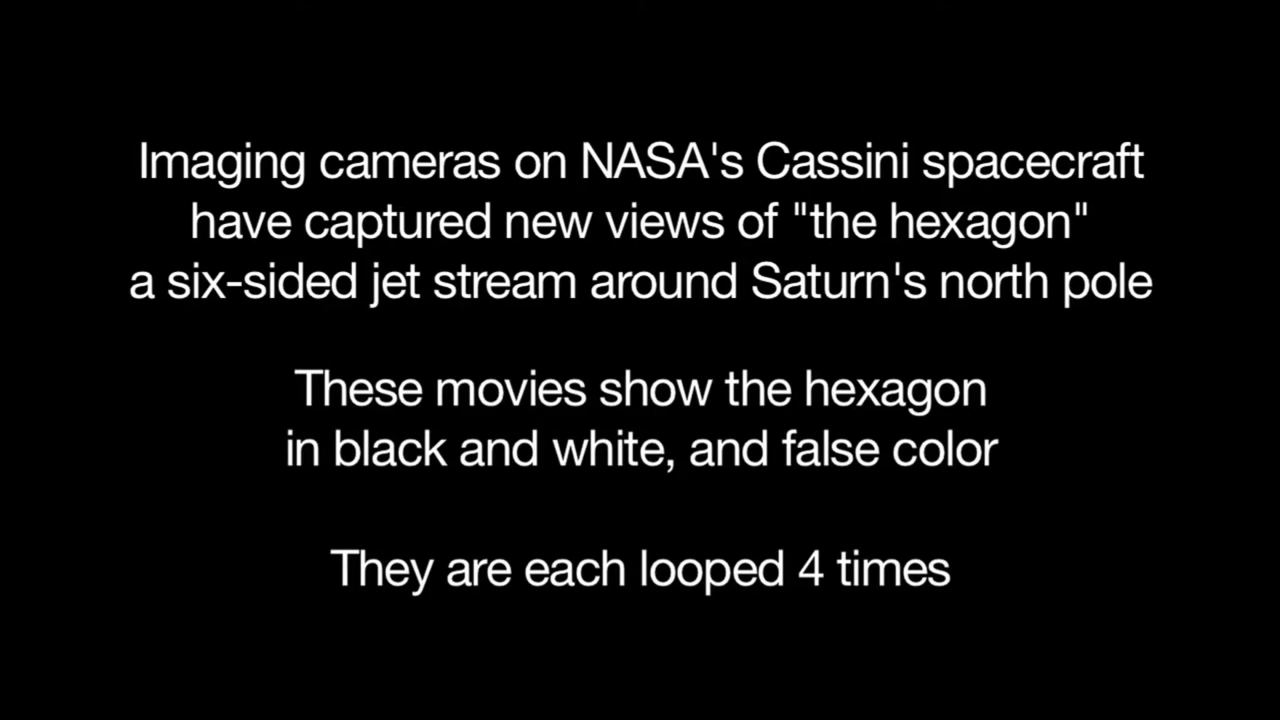 Imaging cameras on NASA's Cassini spacecraft
have captured new views of "the hexagon"
a six-sided jet stream around Saturn's north pole
These movies show the hexagon
in black and white, and false color
They are each looped 4 times